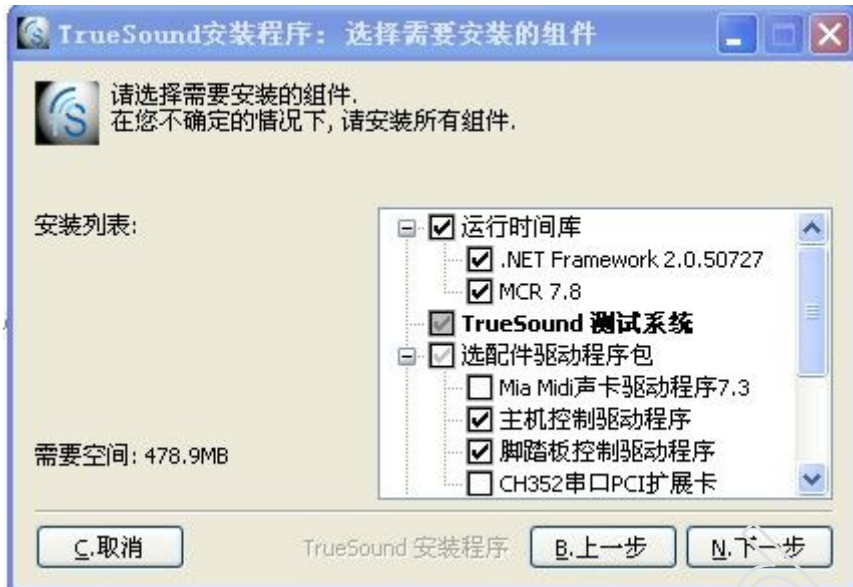 TrueSound安装程序: 选择需要安装的组件
请选择需要安装的组件.
在您不确定的情况下, 请安装所有组件.
安装列表:
运行时间库
.NET Framework 2.0.50727
MCR 7.8
TrueSound 测试系统
选配件驱动程序包
Mia Midi声卡驱动程序7.3
主机控制驱动程序
脚踏板控制驱动程序
CH352串口PCI扩展卡
需要空间: 478.9MB
C.取消
TrueSound 安装程序
B.上一步
N.下一步